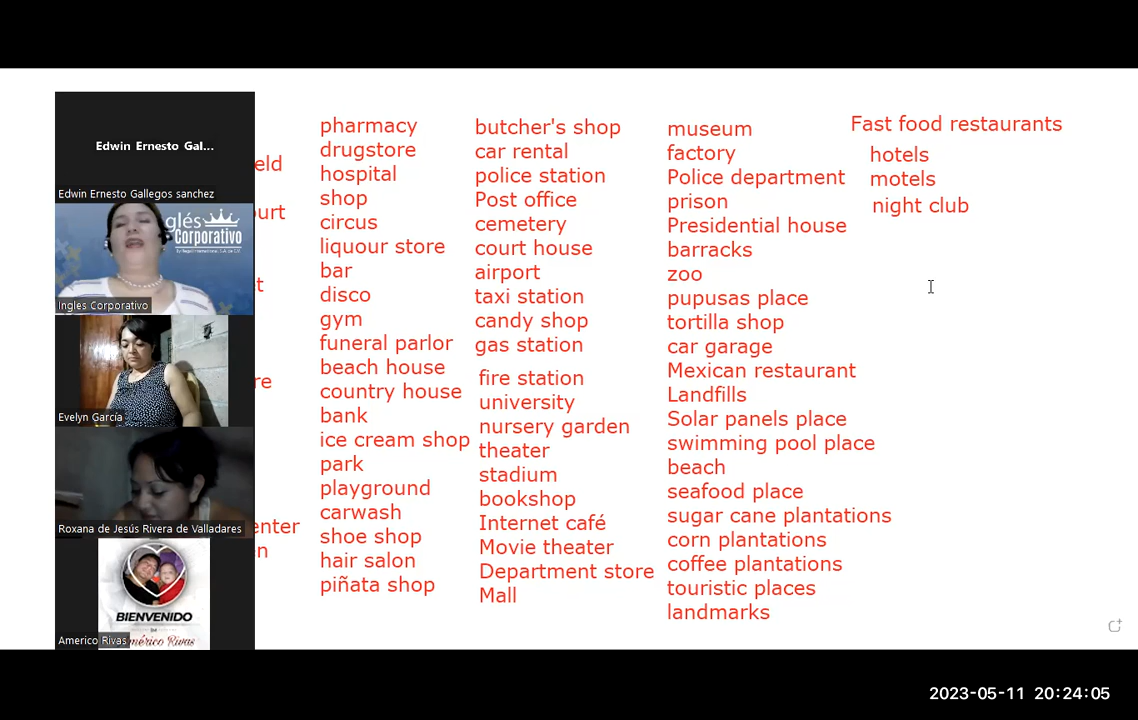 Edwin Ernesto Gal...
Edwin Ernesto Gallegos sanchez
glés
Corporativo
Ingles Corporativo
Evelyn García
Roxana de Jesús Rivera de Valladares
BIENVENIDO
Américo Rivas
Americo Rivas
eld
ourt
t
re
enter
n
pharmacy
drugstore
hospital
shop
circus
liquour store
bar
disco
gym
funeral parlor
beach house
country house
bank
ice cream shop
park
playground
carwash
shoe shop
hair salon
piñata shop
butcher's shop
car rental
police station
Post office
cemetery
court house
airport
taxi station
candy shop
gas station
fire station
university
nursery garden
theater
stadium
bookshop
Internet café
Movie theater
Department store
Mall
museum
factory
Police department
prison
Presidential house
barracks
zoo
pupusas place
tortilla shop
car garage
Mexican restaurant
Landfills
Solar panels place
swimming pool place
beach
seafood place
sugar cane plantations
corn plantations
coffee plantations
touristic places
landmarks
Fast food restaurants
hotels
motels
night club
2023-05-11 20:24:05